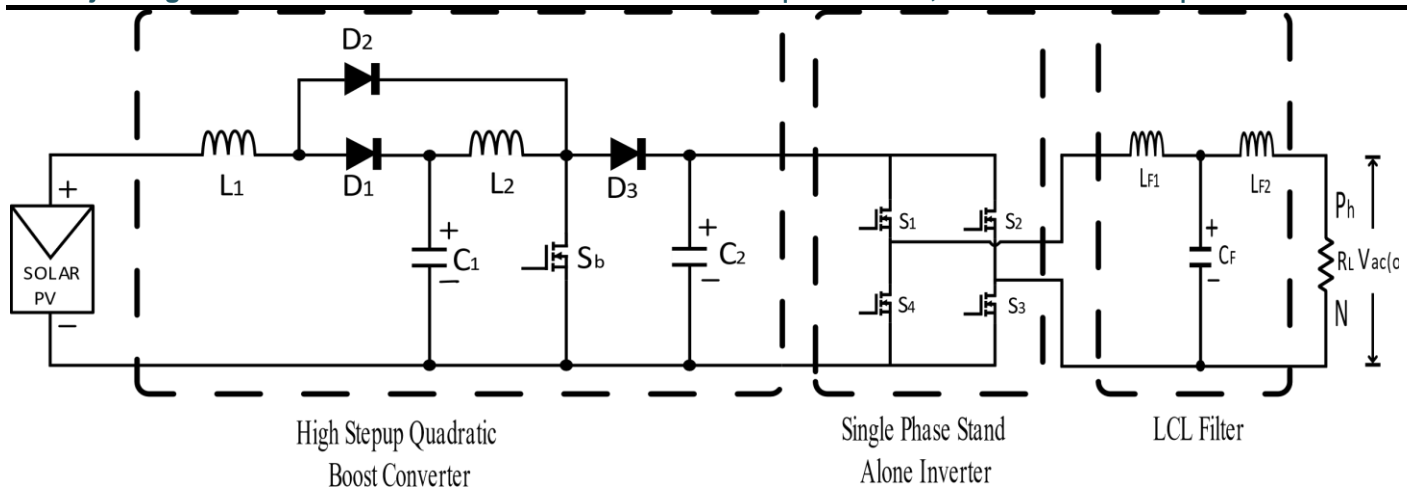 D2
L1
D1
L2
D3
+
SOLAR
PV
−
+
C1
−
Sb
+
C2
−
S1
S2
S4
S3
LF1
LF2
+
CF
−
Ph
RL
Vac(o
N
High Stepup Quadratic
Boost Converter
Single Phase Stand
Alone Inverter
LCL Filter